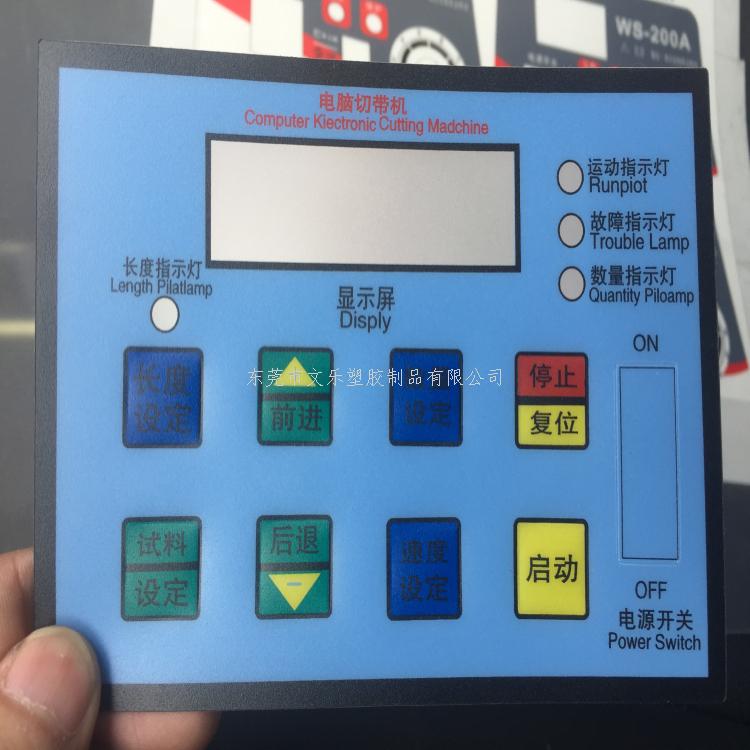 WS-200A
电源开关
电脑切带机
Computer Kiectronic Cutting Madchine
运动指示灯
Runpiot
故障指示灯
Trouble Lamp
数量指示灯
Quantity Piloamp
长度指示灯
Length Pilatlamp
显示屏
Disply
ON
长度
设定
前进
设定
停止
复位
东莞市文乐塑胶制品有限公司
试料
设定
后退
速度
设定
启动
OFF
电源开关
Power Switch